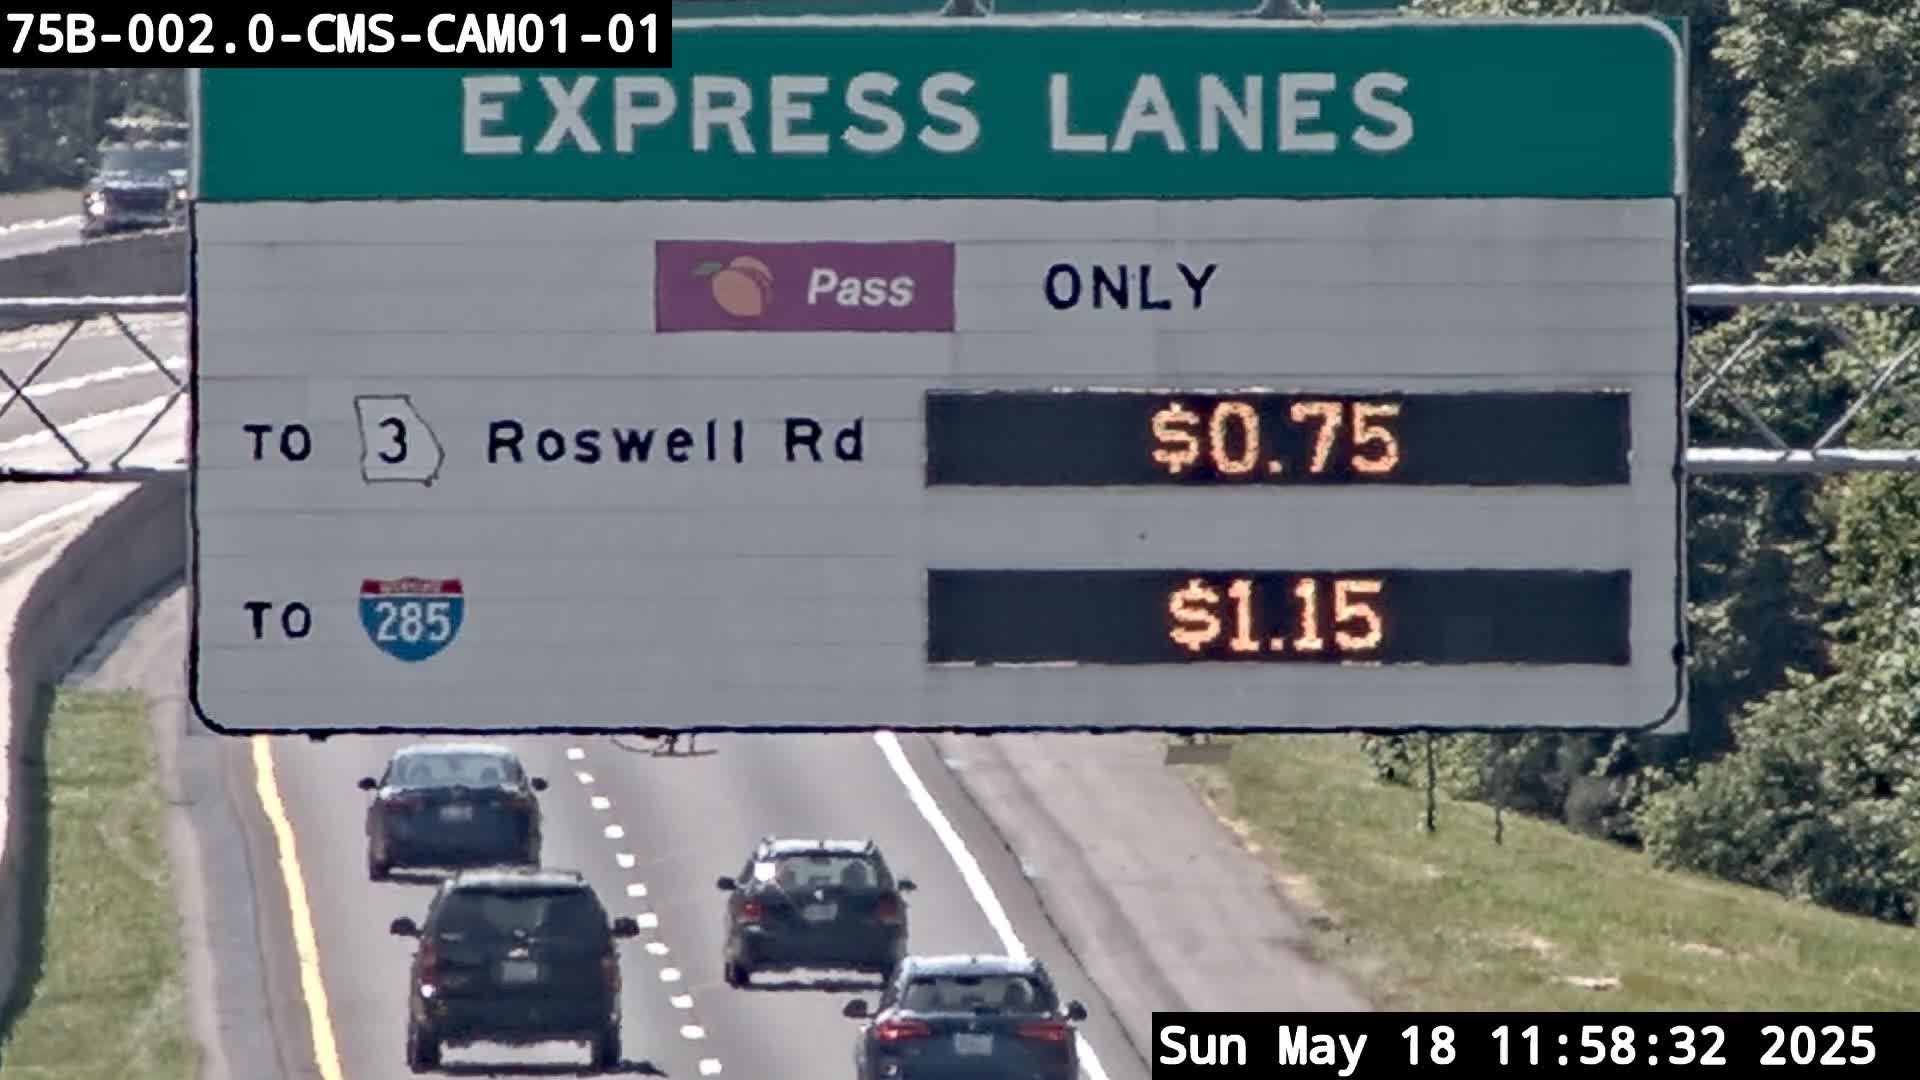 75B-002.0-CMS-CAM01-01
EXPRESS LANES
Pass ONLY
TO 3 Roswell Rd $0.75
TO 285 $1.15
Sun May 18 11:58:32 2025